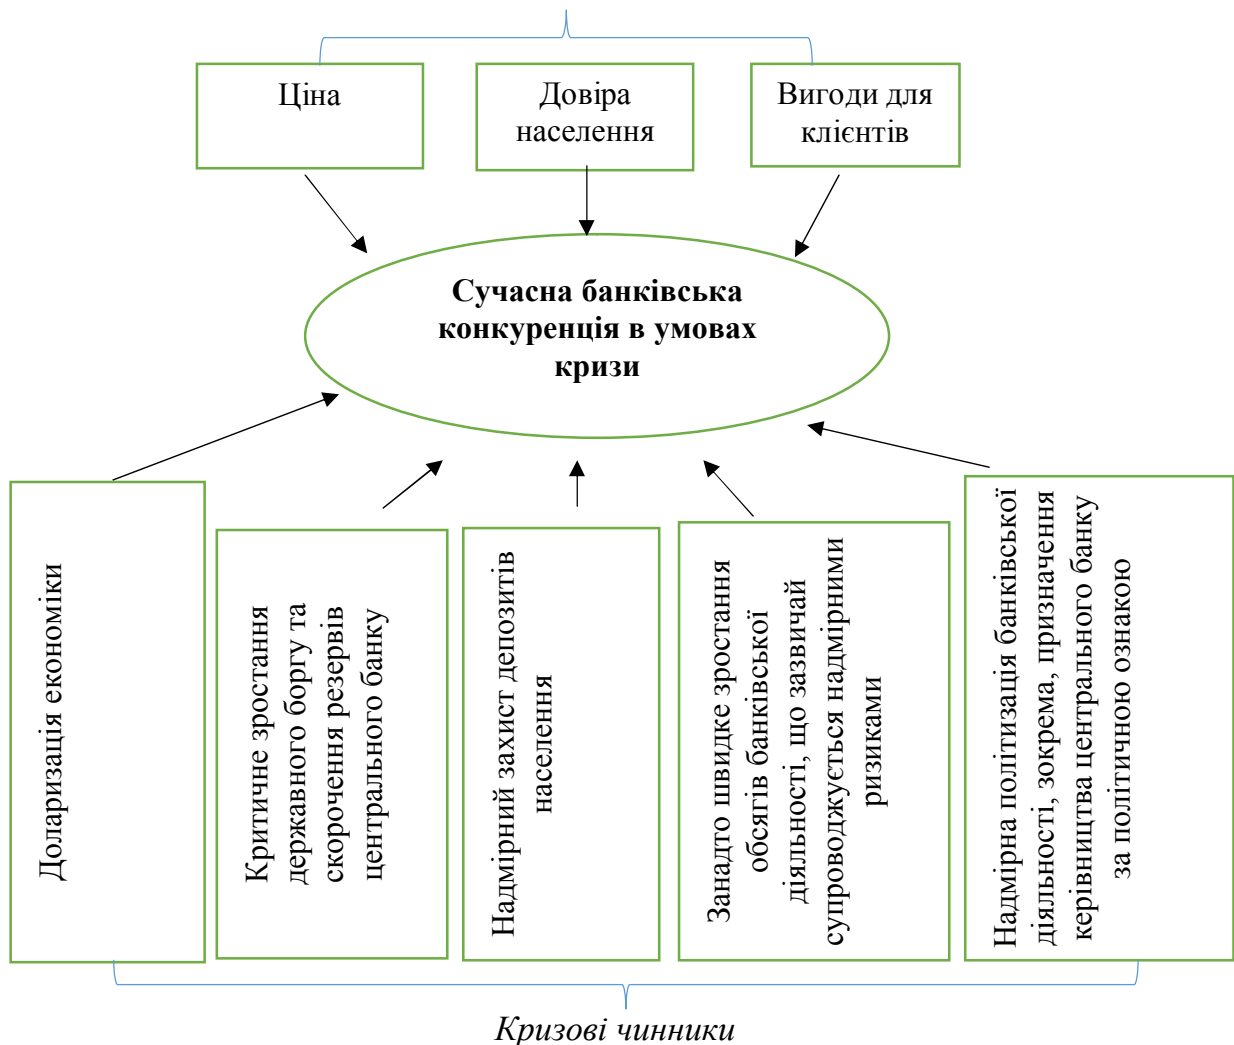 Ціна
Довіра
населення
Вигоди для
клієнтів
Сучасна банківська
конкуренція в умовах
кризи
Доларизація економіки
Критичне зростання
державного боргу та
скорочення резервів
центрального банку
Надмірний захист депозитів
населення
Занадто швидке зростання
обсягів банківської
діяльності, що зазвичай
супроводжується надмірними
ризиками
Надмірна політизація банківської
діяльності, зокрема, призначення
керівництва центрального банку
за політичною ознакою
Кризові чинники